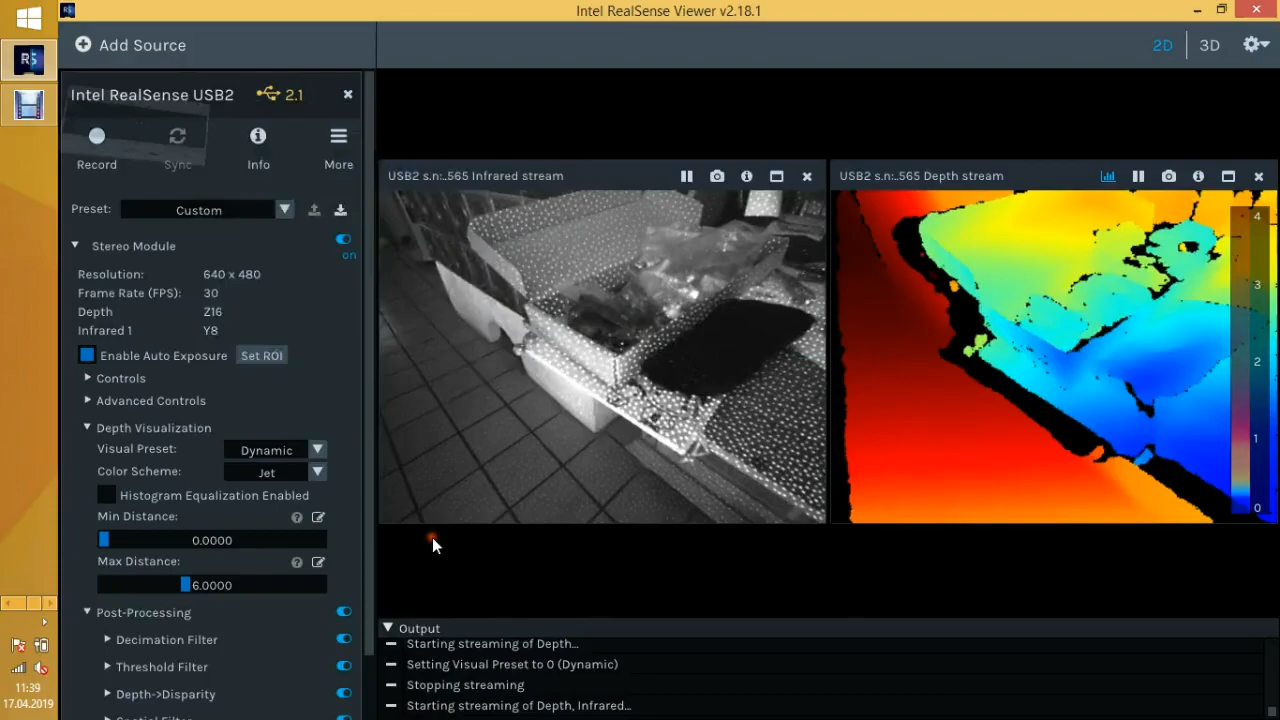 Intel RealSense Viewer v2.18.1
RS
Add Source
2D
3D
Intel RealSense USB2
2.1
Record
Sync
Info
More
Preset:
Custom
Stereo Module
on
Resolution:
640 x 480
Frame Rate (FPS):
30
Depth
Z16
Infrared 1
Y8
Enable Auto Exposure
Set ROI
Controls
Advanced Controls
Depth Visualization
Visual Preset:
Dynamic
Color Scheme:
Jet
Histogram Equalization Enabled
Min Distance:
0.0000
Max Distance:
6.0000
Post-Processing
Decimation Filter
Threshold Filter
Depth->Disparity
USB2 s.n:..565 Infrared stream
USB2 s.n:..565 Depth stream
4
3
2
1
0
Output
Starting streaming of Depth...
Setting Visual Preset to 0 (Dynamic)
Stopping streaming
Starting streaming of Depth, Infrared...
11:39
17.04.2019